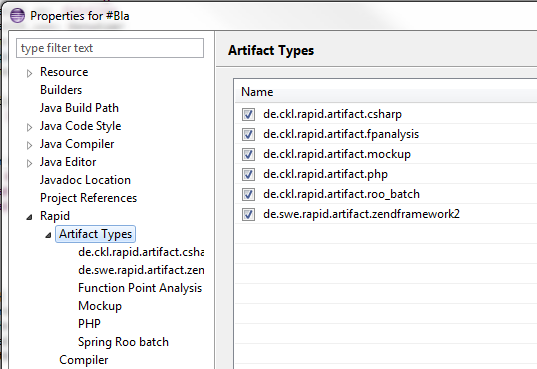 Properties for #Bla
type filter text
Resource
Builders
Java Build Path
Java Code Style
Java Compiler
Java Editor
Javadoc Location
Project References
Rapid
Artifact Types
de.ckl.rapid.artifact.csha
de.swe.rapid.artifact.zen
Function Point Analysis
Mockup
PHP
Spring Roo batch
Compiler
Artifact Types
Name
de.ckl.rapid.artifact.csharp
de.ckl.rapid.artifact.fpanalysis
de.ckl.rapid.artifact.mockup
de.ckl.rapid.artifact.php
de.ckl.rapid.artifact.roo_batch
de.swe.rapid.artifact.zendframework2